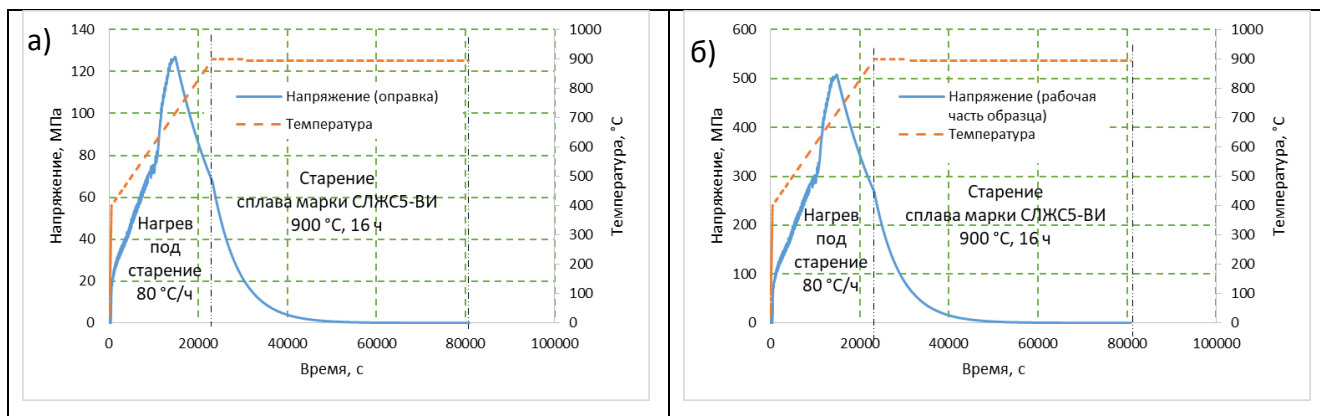 а)
140
120
100
80
60
40
20
0
Напряжение, МПа
1000
900
800
700
600
500
400
300
200
100
0
Температура, °С
Напряжение (оправка)
Температура
Нагрев
под
старение
80 °С/ч
Старение
сплава марки СЛЖС5-ВИ
900 °С, 16 ч
0 20000 40000 60000 80000 100000
Время, с
б)
600
500
400
300
200
100
0
Напряжение, МПа
1000
900
800
700
600
500
400
300
200
100
0
Температура, °С
Напряжение (рабочая
часть образца)
Температура
Нагрев
под
старение
80 °С/ч
Старение
сплава марки СЛЖС5-ВИ
900 °С, 16 ч
0 20000 40000 60000 80000 100000
Время, с